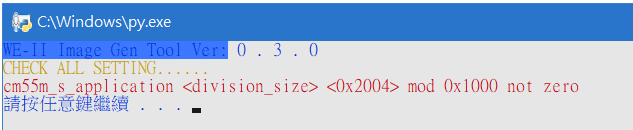 C:\Windows\py.exe
WE-II Image Gen Tool Ver: 0 . 3 . 0
CHECK ALL SETTING......
cm55m_s_application <division_size> <0x2004> mod 0x1000 not zero
請按任意鍵繼續 . . .